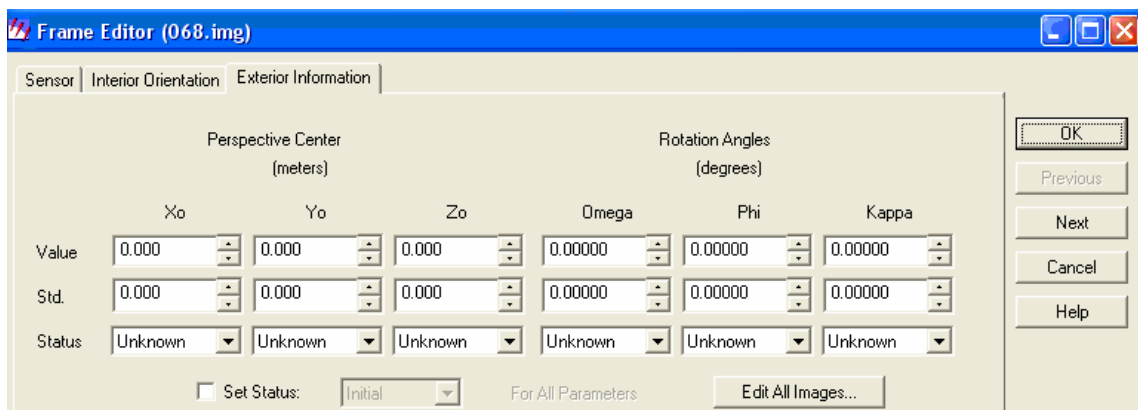 Frame Editor (068.img)
Sensor Interior Orientation Exterior Information
Perspective Center Rotation Angles
(meters) (degrees)
Xo Yo Zo Omega Phi Kappa
Value 0.000 0.000 0.000 0.00000 0.00000 0.00000
Std. 0.000 0.000 0.000 0.00000 0.00000 0.00000
Status Unknown Unknown Unknown Unknown Unknown Unknown
Set Status: Initial For All Parameters Edit All Images...
OK
Previous
Next
Cancel
Help